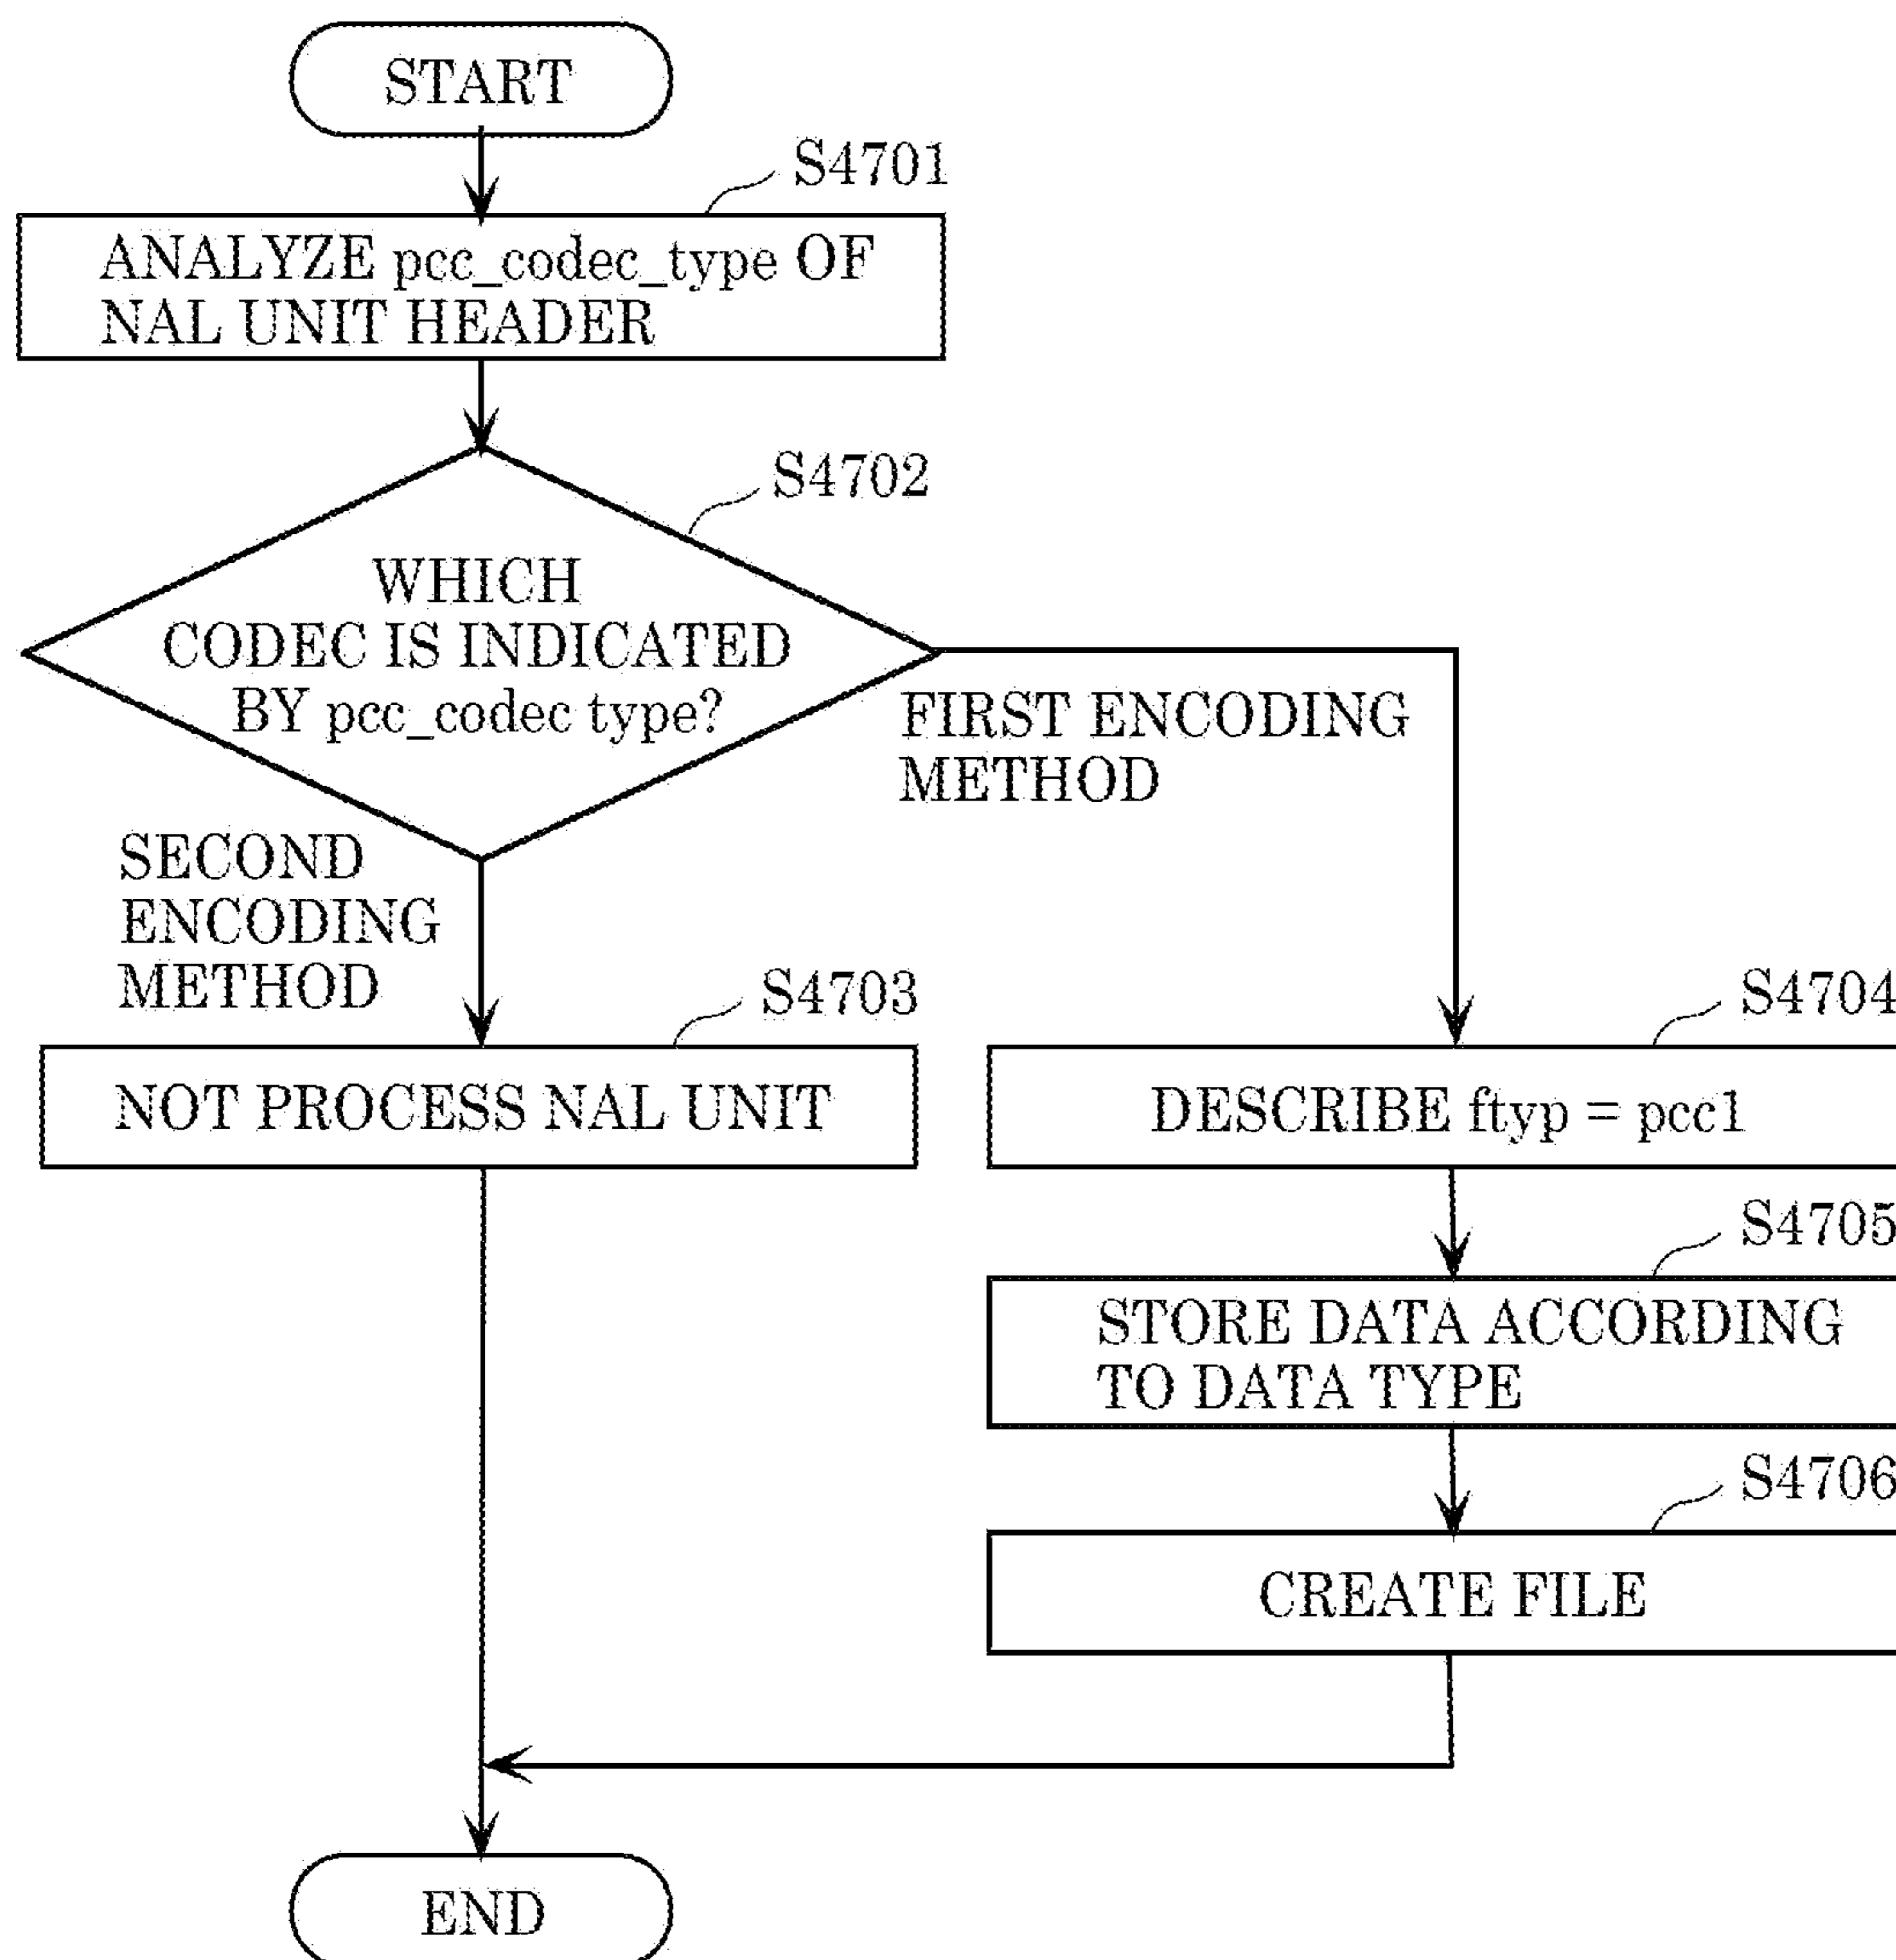 START
S4701
ANALYZE pcc_codec_type OF
NAL UNIT HEADER
S4702
WHICH
CODEC IS INDICATED
BY pcc_codec type?
FIRST ENCODING
METHOD
SECOND
ENCODING
METHOD
S4703
NOT PROCESS NAL UNIT
S4704
DESCRIBE ftyp = pcc1
S4705
STORE DATA ACCORDING
TO DATA TYPE
S4706
CREATE FILE
END